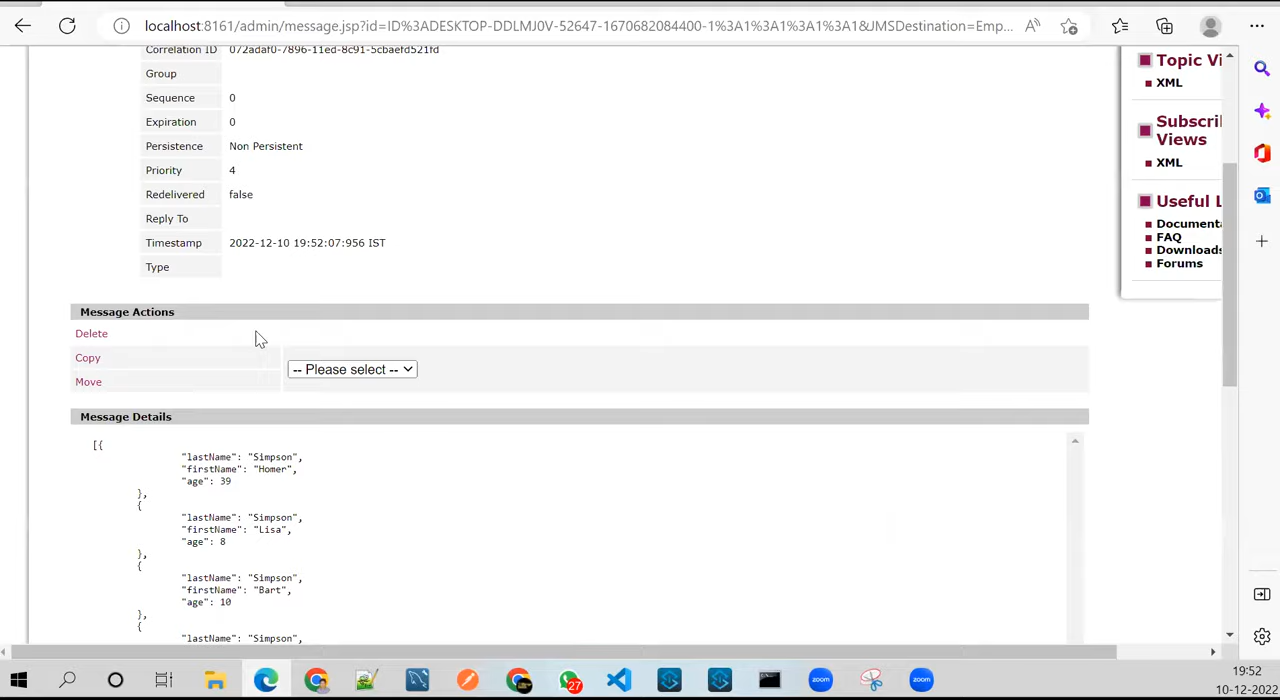 localhost:8161/admin/message.jsp?id=ID%3ADESKTOP-DDLMJ0V-52647-1670682084400-1%3A1%3A1%3A1%3A1&JMSDestination=Emp...
Correlation ID 072adaf0-7896-11ed-8c91-5cbaefd521fd
Group
Sequence 0
Expiration 0
Persistence Non Persistent
Priority 4
Redelivered false
Reply To
Timestamp 2022-12-10 19:52:07:956 IST
Type
Message Actions
Delete
Copy
-- Please select --
Move
Message Details
[{
"lastName": "Simpson",
"firstName": "Homer",
"age": 39
},
{
"lastName": "Simpson",
"firstName": "Lisa",
"age": 8
},
{
"lastName": "Simpson",
"firstName": "Bart",
"age": 10
},
{
"lastName": "Simpson",
Topic Vi
XML
Subscri
Views
XML
Useful L
Documenta
FAQ
Downloads
Forums
27
zoom
zoom
19:52
10-12-2022